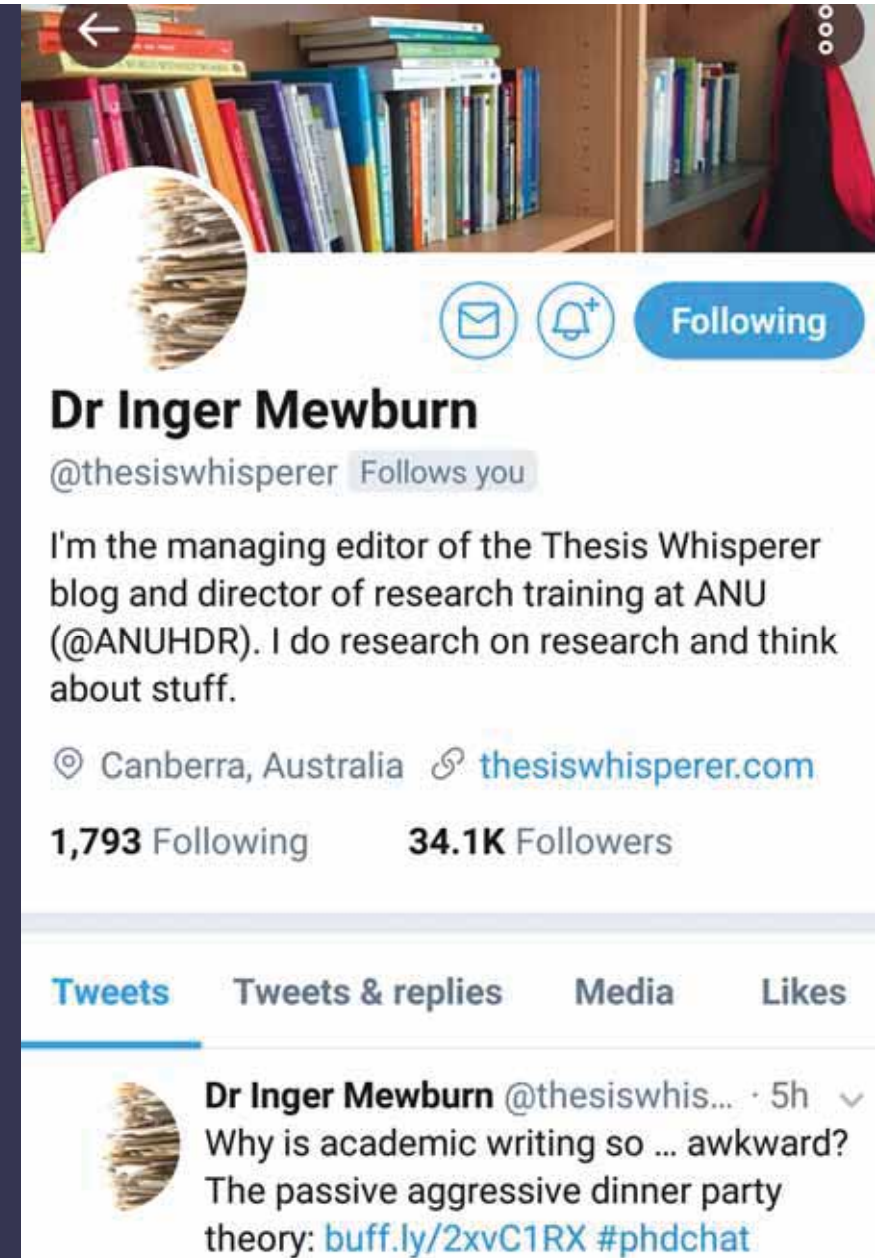 WORLD WITHOUT WORDS
Following
Dr Inger Mewburn
@thesiswhisperer Follows you
I'm the managing editor of the Thesis Whisperer
blog and director of research training at ANU
(@ANUHDR). I do research on research and think
about stuff.
Canberra, Australia thesiswhisperer.com
1,793 Following 34.1K Followers
Tweets Tweets & replies Media Likes
Dr Inger Mewburn @thesiswhis... · 5h
Why is academic writing so ... awkward?
The passive aggressive dinner party
theory: buff.ly/2xvC1RX #phdchat